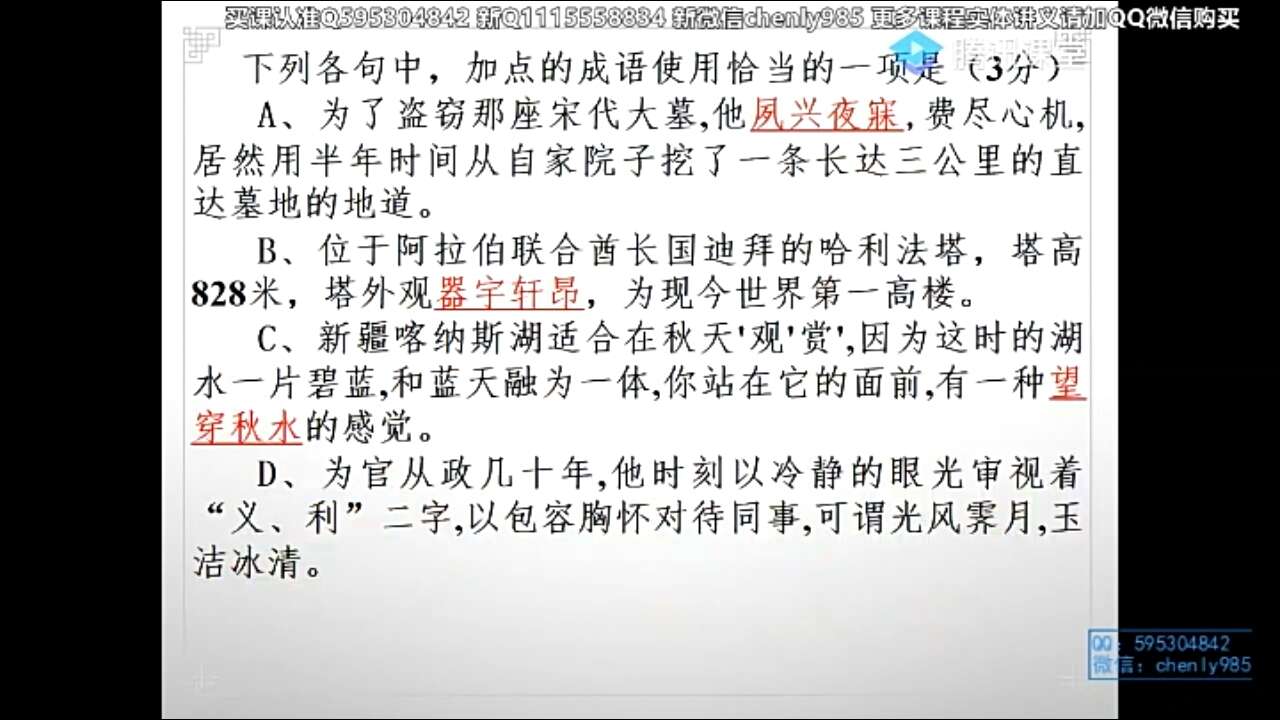 买课认准Q595304842 新Q1115558834 新微信chenly985 更多课程实体讲义请加QQ微信购买
腾讯课堂
下列各句中，加点的成语使用恰当的一项是（3分）
A、为了盗窃那座宋代大墓,他夙兴夜寐,费尽心机,
居然用半年时间从自家院子挖了一条长达三公里的直
达墓地的地道。
B、位于阿拉伯联合酋长国迪拜的哈利法塔，塔高
828米，塔外观器宇轩昂，为现今世界第一高楼。
C、新疆喀纳斯湖适合在秋天'观'赏',因为这时的湖
水一片碧蓝,和蓝天融为一体,你站在它的面前,有一种望
穿秋水的感觉。
D、为官从政几十年,他时刻以冷静的眼光审视着
“义、利”二字,以包容胸怀对待同事,可谓光风霁月,玉
洁冰清。
QQ：595304842
微信：chenly985